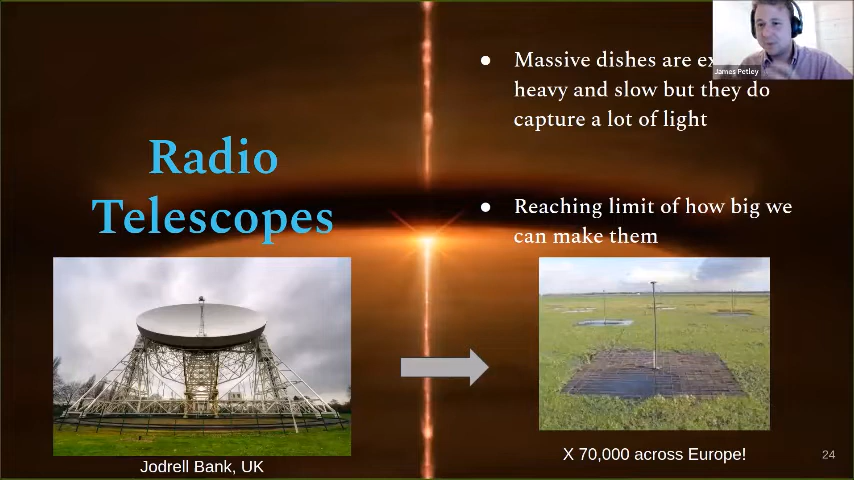 James Petley
Radio
Telescopes
● Massive dishes are
heavy and slow but they do
capture a lot of light
● Reaching limit of how big we
can make them
Jodrell Bank, UK
X 70,000 across Europe!
24